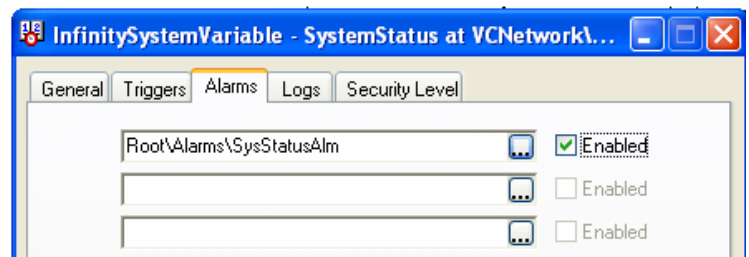 InfinitySystemVariable - SystemStatus at VCNetwork\...
General Triggers Alarms Logs Security Level
Root\Alarms\SysStatusAlm ... Enabled
... Enabled
... Enabled